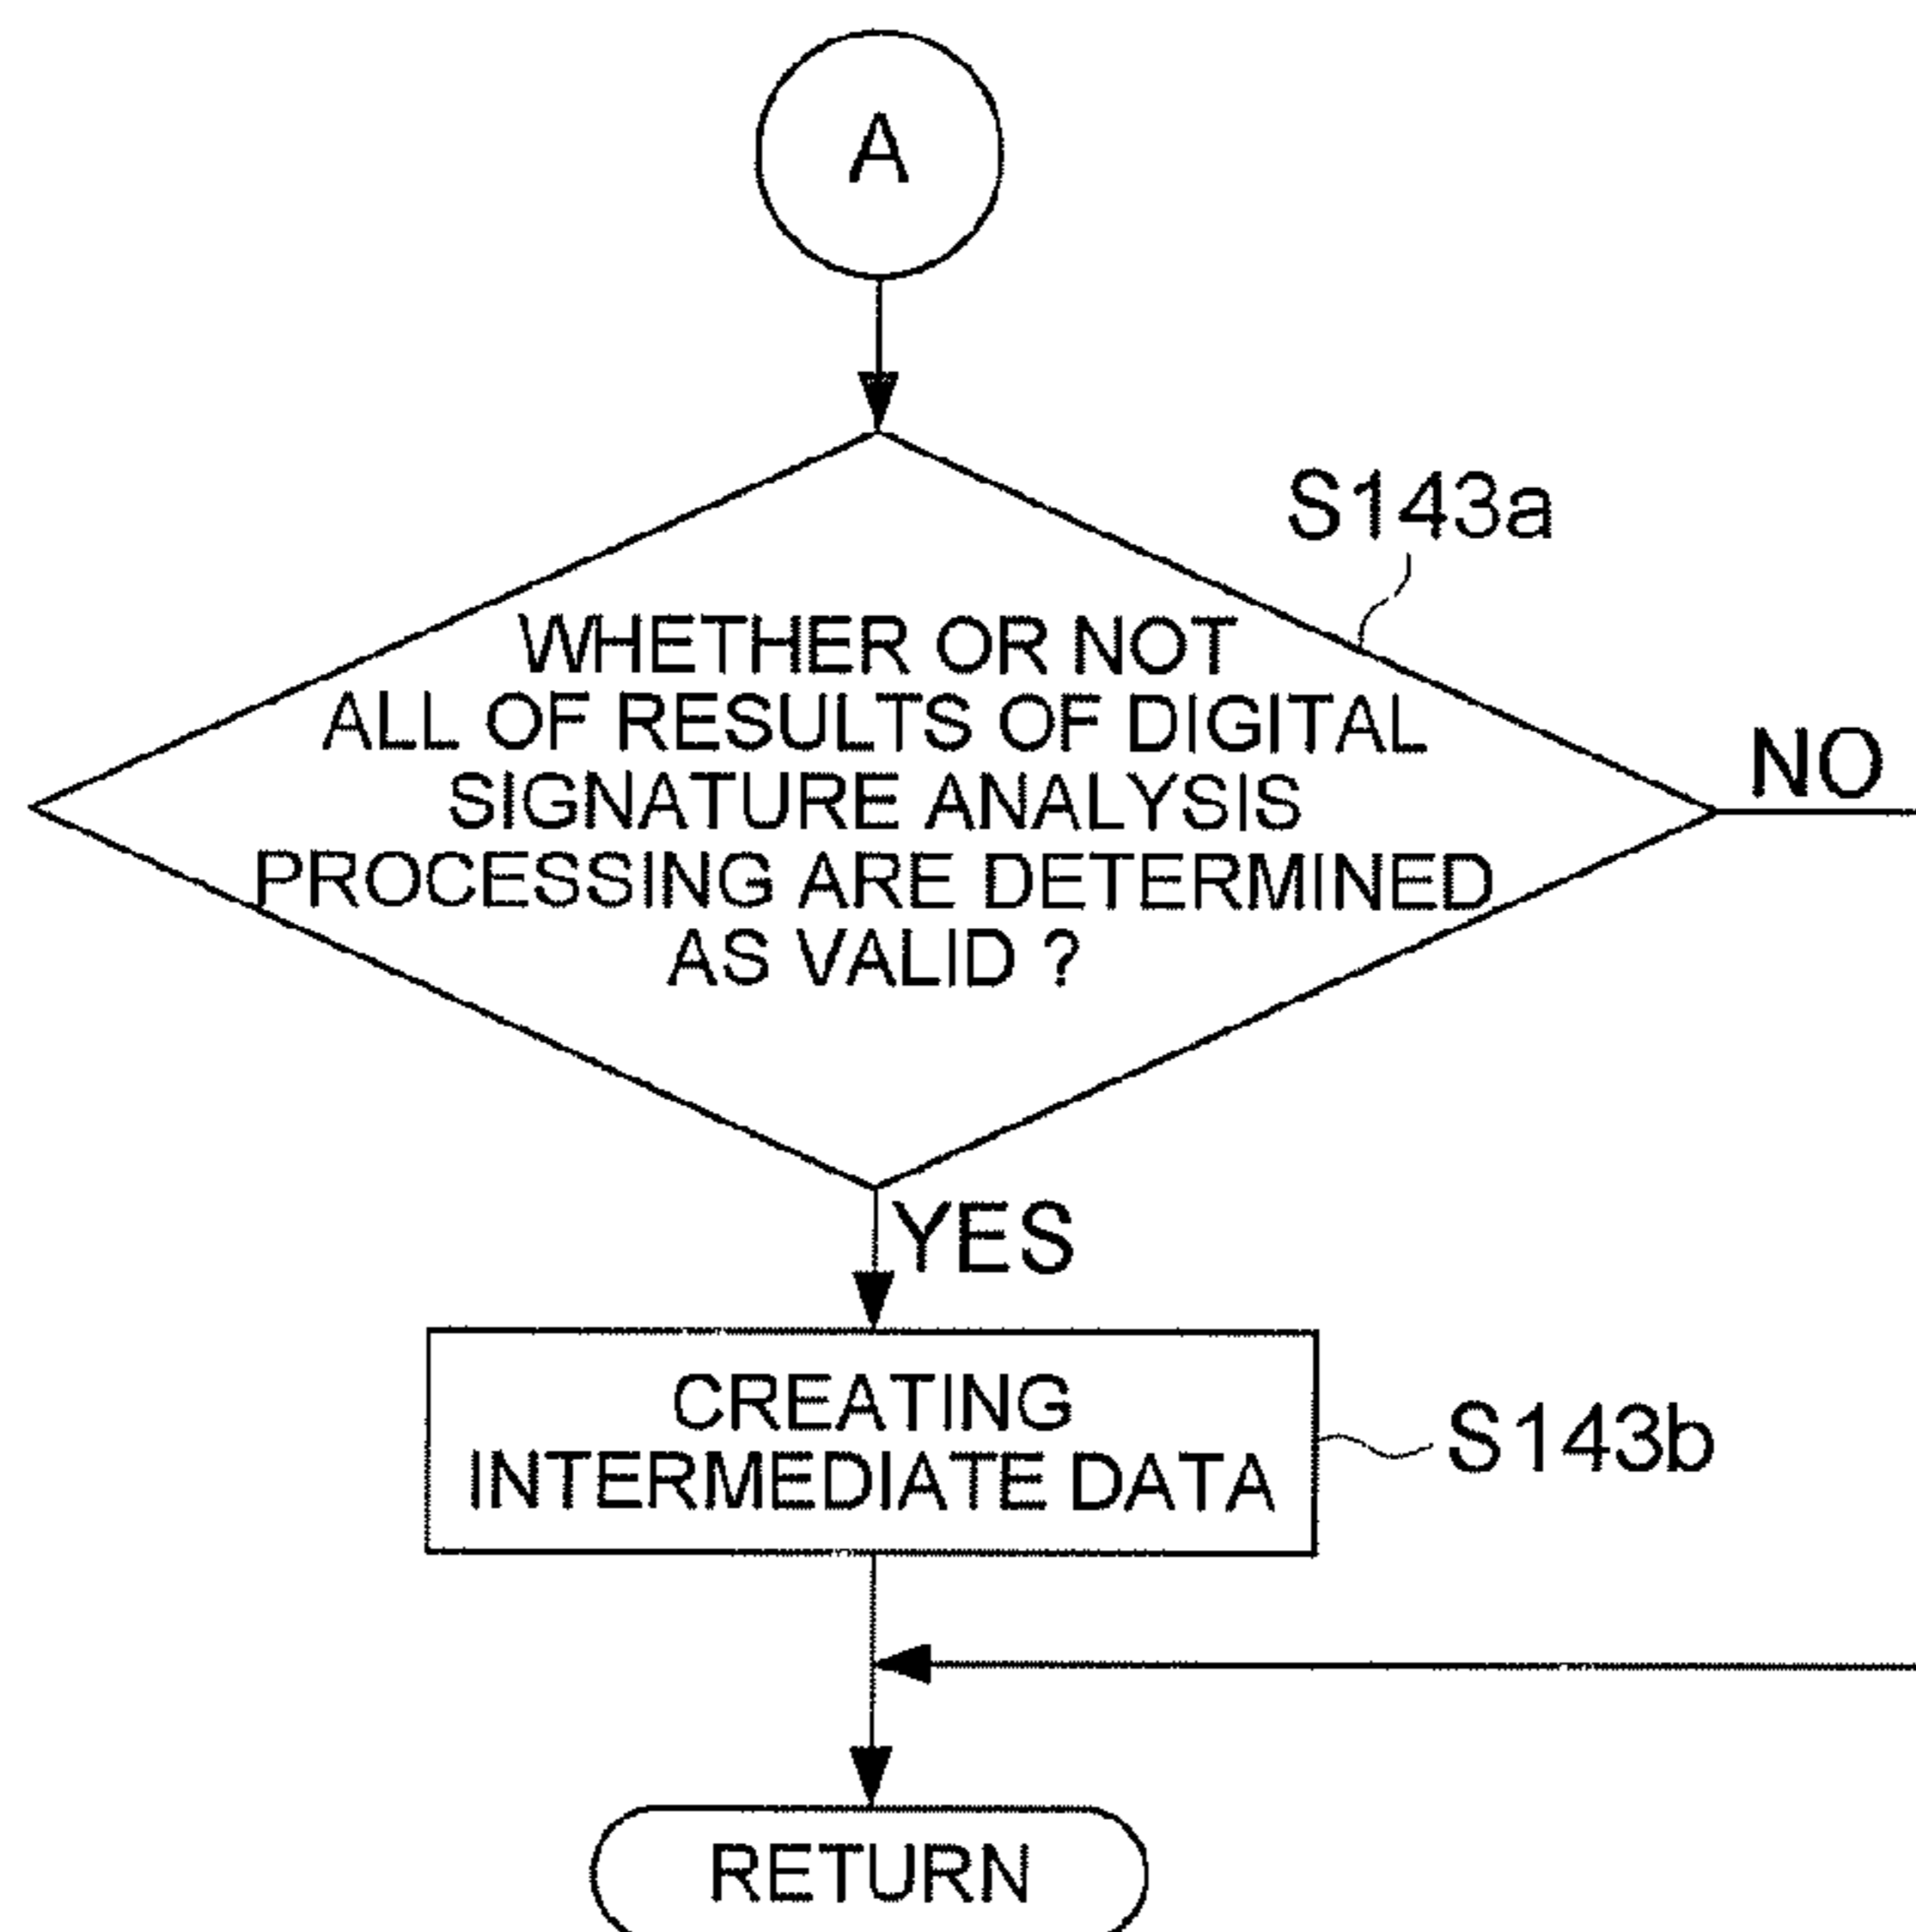 A
S143a
WHETHER OR NOT
ALL OF RESULTS OF DIGITAL
SIGNATURE ANALYSIS
PROCESSING ARE DETERMINED
AS VALID ?
NO
YES
CREATING
INTERMEDIATE DATA
S143b
RETURN